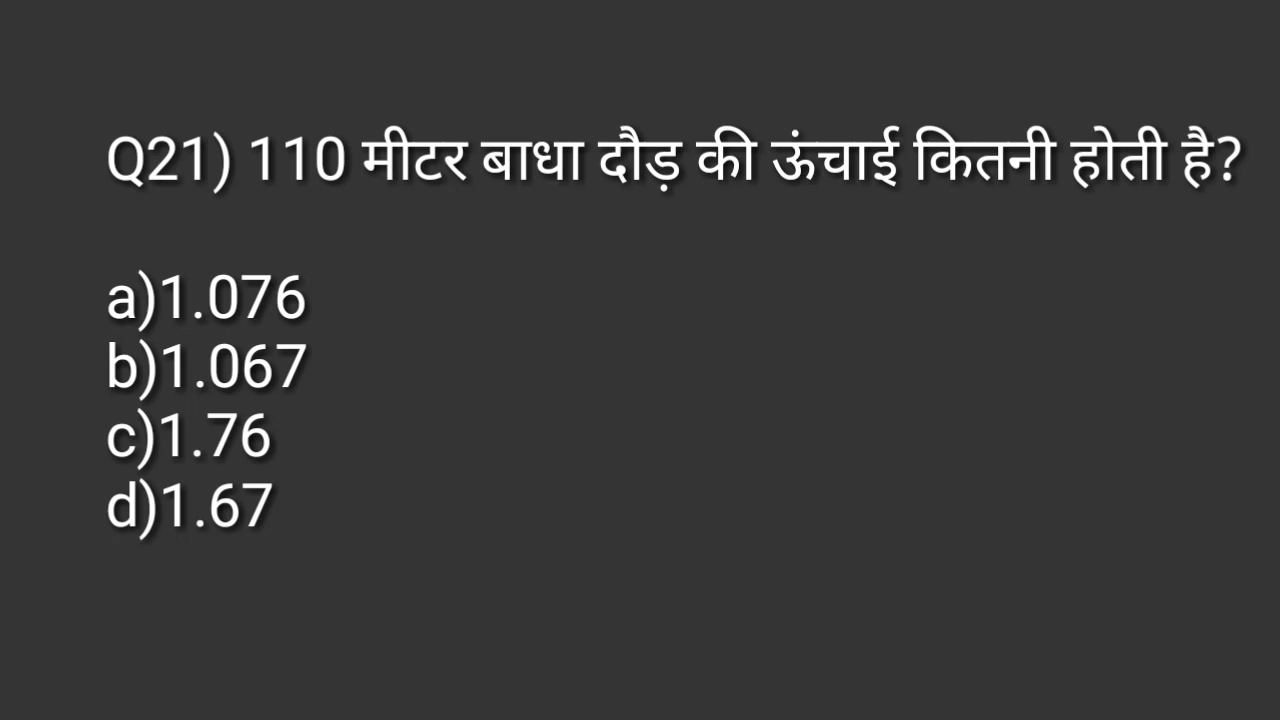 Q21) 110 मीटर बाधा दौड़ की ऊंचाई कितनी होती है?
a)1.076
b)1.067
c)1.76
d)1.67